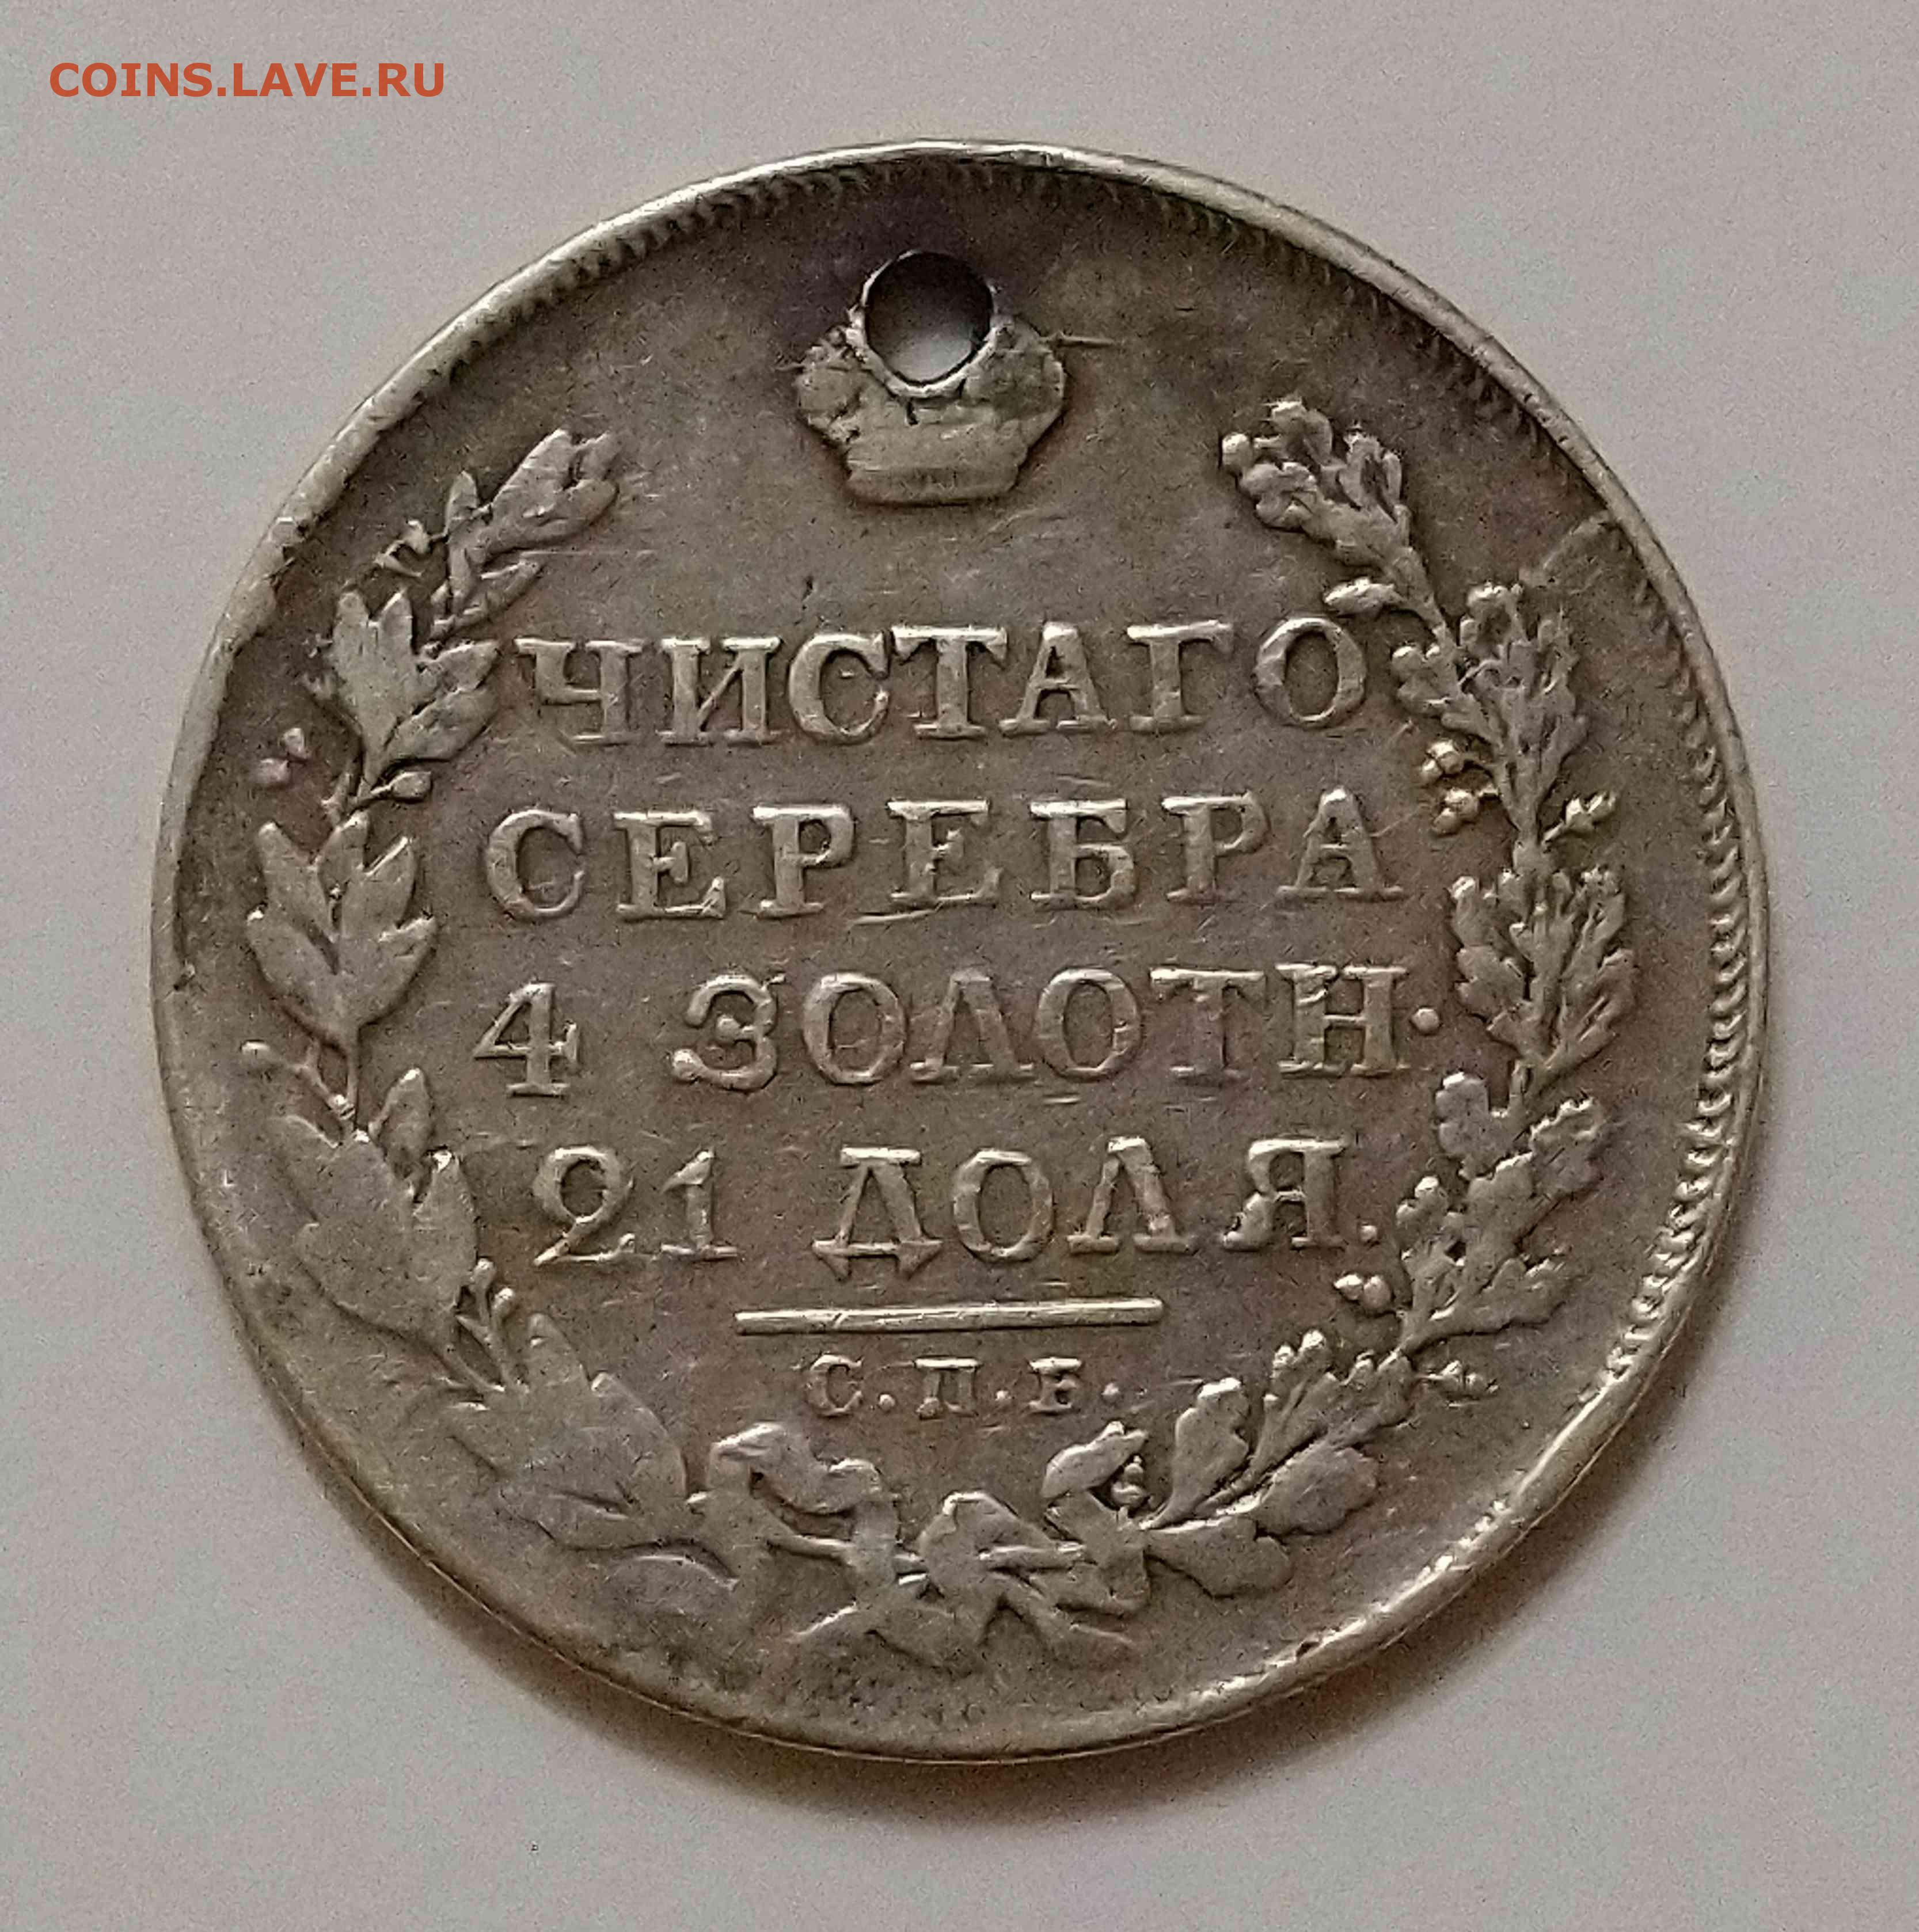 COINS.LAVE.RU
ЧИСТАГО
СЕРЕБРА
4 ЗОЛОТН.
21 ДОЛЯ.
С.П.Б.